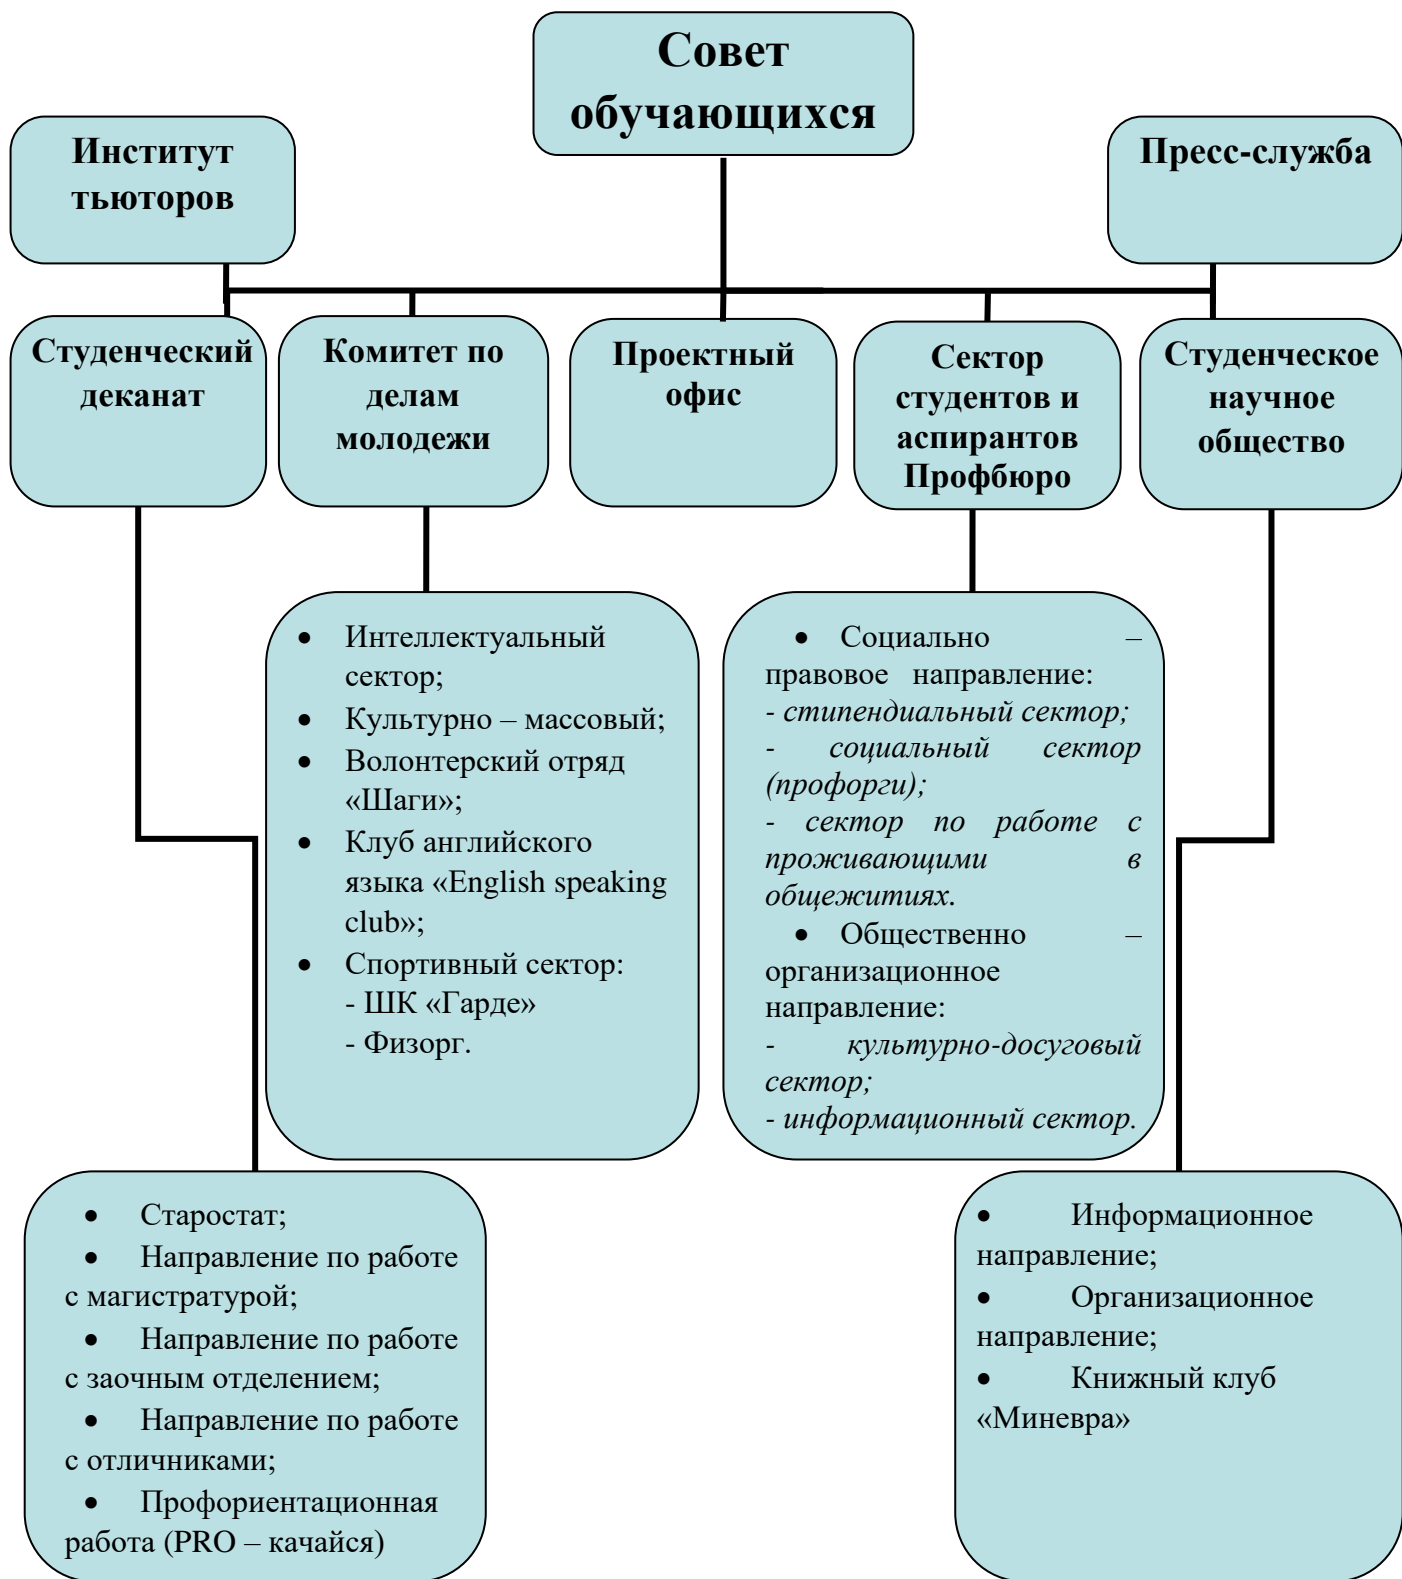 Совет
обучающихся
Институт
тьюторов
Пресс-служба
Студенческий
деканат
Комитет по
делам
молодежи
Проектный
офис
Сектор
студентов и
аспирантов
Профбюро
Студенческое
научное
общество
• Интеллектуальный
сектор;
• Культурно – массовый;
• Волонтерский отряд
«Шаги»;
• Клуб английского
языка «English speaking
club»;
• Спортивный сектор:
- ШК «Гарде»
- Физорг.
• Социально –
правовое направление:
- стипендиальный сектор;
- социальный сектор
(профорги);
- сектор по работе с
проживающими в
общежитиях.
• Общественно –
организационное
направление:
- культурно-досуговый
сектор;
- информационный сектор.
• Старостат;
• Направление по работе
с магистратурой;
• Направление по работе
с заочным отделением;
• Направление по работе
с отличниками;
• Профориентационная
работа (PRO – качайся)
• Информационное
направление;
• Организационное
направление;
• Книжный клуб
«Миневра»